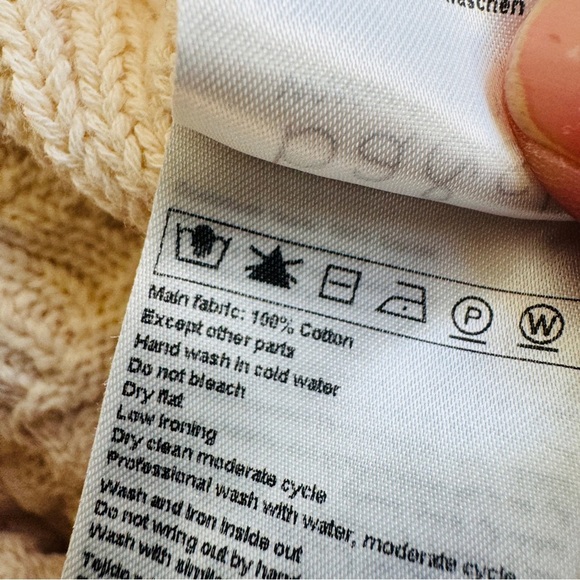 P W
Main fabric: 100% Cotton
Except other parts
Hand wash in cold water
Do not bleach
Dry flat
Low Ironing
Dry clean moderate cycle
Professional wash with water, moderate cycle
Wash and Iron inside out
Do not wring out by hand
Wash with